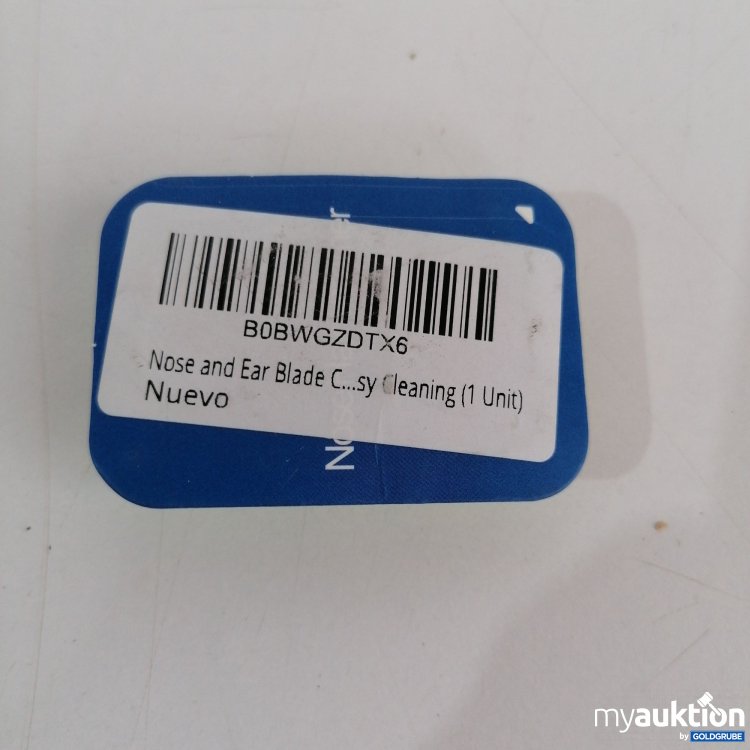 B0BWGZDTX6
Nose and Ear Blade C...sy Cleaning (1 Unit)
Nuevo
myauktion
by GOLDGRUBE